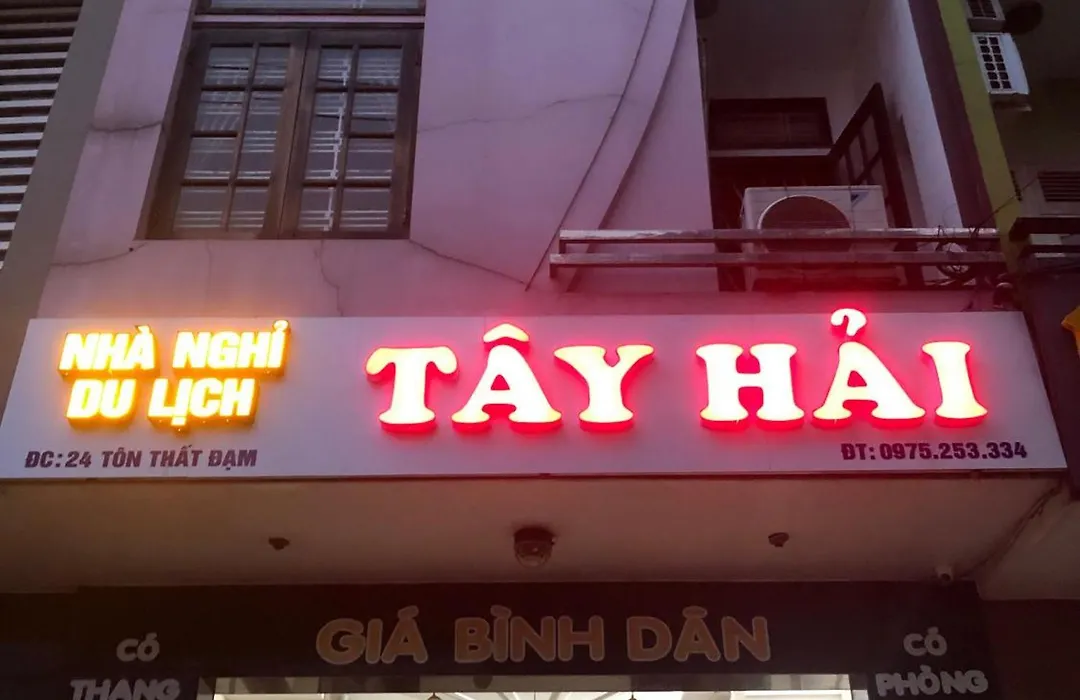 NHÀ NGHỈ
DU LỊCH
TÂY HẢI
ĐC: 24 TÔN THẤT ĐẠM
ĐT: 0975.253.334
GIÁ BÌNH DÂN
CÓ
THANG
CÓ
PHÒNG